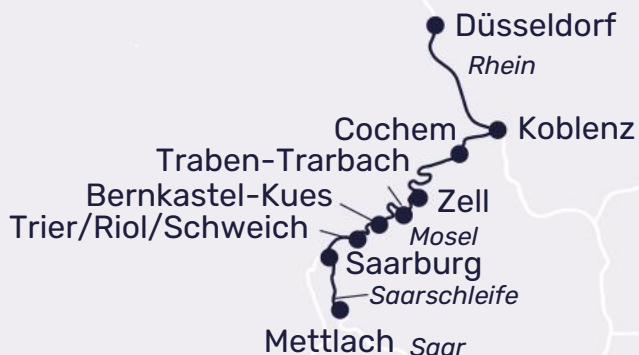 Düsseldorf
Rhein
Cochem
Koblenz
Traben-Trarbach
Bernkastel-Kues
Zell
Trier/Riol/Schweich
Mosel
Saarburg
Saarschleife
Mettlach
Saar